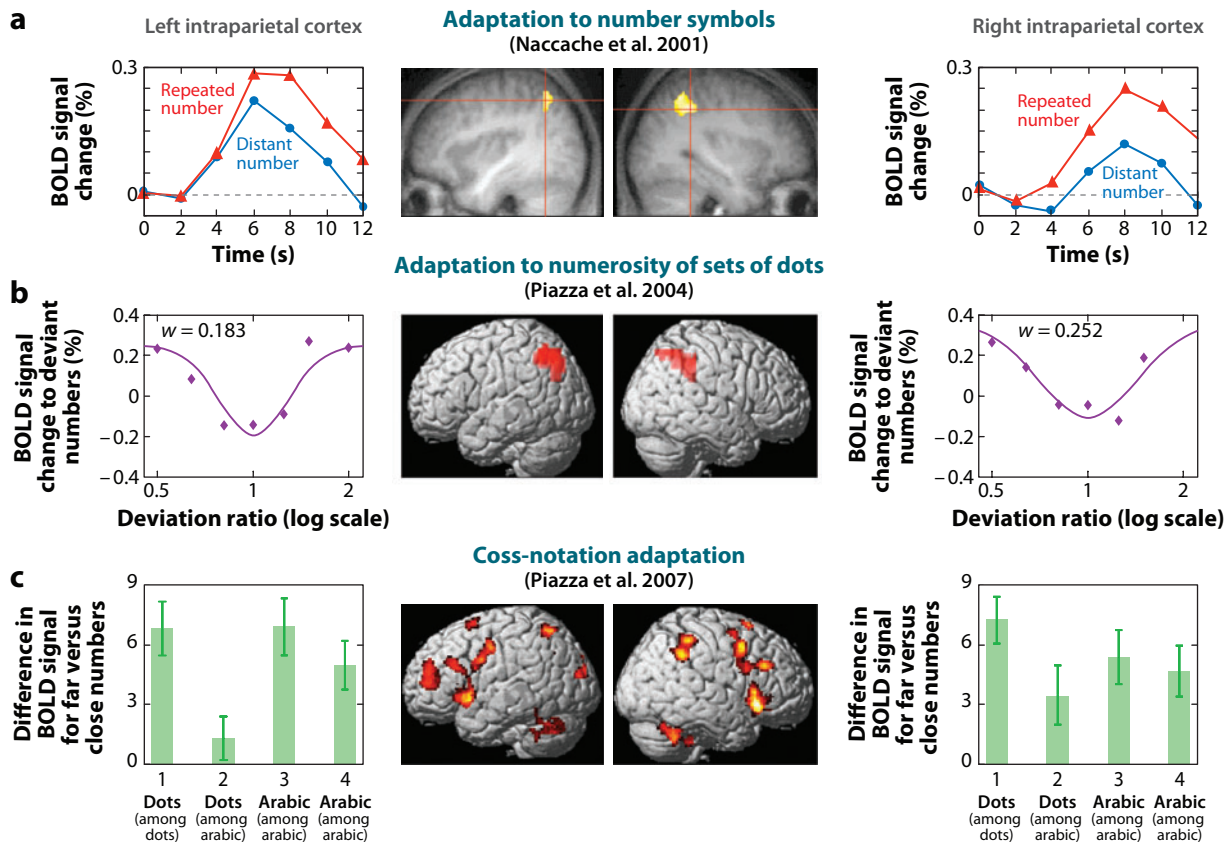 a
Left intraparietal cortex
Adaptation to number symbols
(Naccache et al. 2001)
Right intraparietal cortex
BOLD signal
change (%)
0.3
0
Repeated
number
Distant
number
0 2 4 6 8 10 12
Time (s)
BOLD signal
change (%)
0.3
0
Repeated
number
Distant
number
0 2 4 6 8 10 12
Time (s)
Adaptation to numerosity of sets of dots
(Piazza et al. 2004)
b
BOLD signal
change to deviant
numbers (%)
0.4
0.2
0
–0.2
–0.4
w = 0.183
0.5 1 2
Deviation ratio (log scale)
BOLD signal
change to deviant
numbers (%)
0.4
0.2
0
–0.2
–0.4
w = 0.252
0.5 1 2
Deviation ratio (log scale)
Coss-notation adaptation
(Piazza et al. 2007)
c
Difference in
BOLD signal
for far versus
close numbers
9
6
3
0
1 2 3 4
Dots Dots Arabic Arabic
(among (among (among (among
dots) arabic) arabic) arabic)
Difference in
BOLD signal
for far versus
close numbers
9
6
3
0
1 2 3 4
Dots Dots Arabic Arabic
(among (among (among (among
dots) arabic) arabic) arabic)